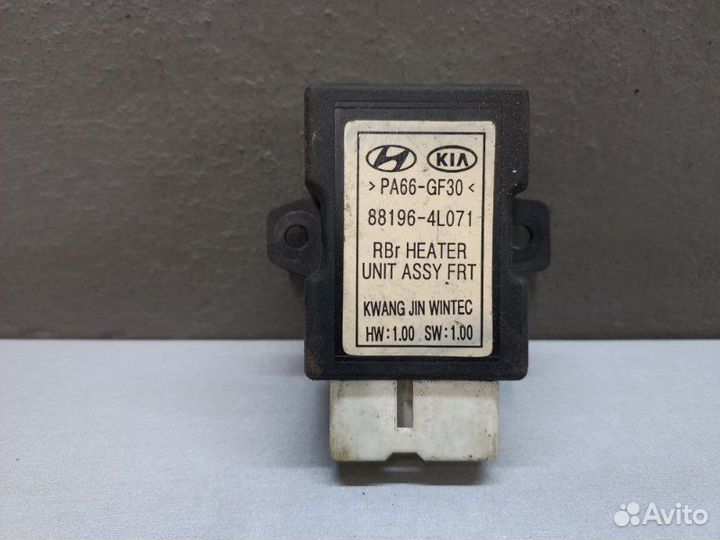 KIA
>PA66-GF30<
88196-4L071
RBr HEATER
UNIT ASSY FRT
KWANG JIN WINTEC
HW:1.00 SW:1.00
Avito